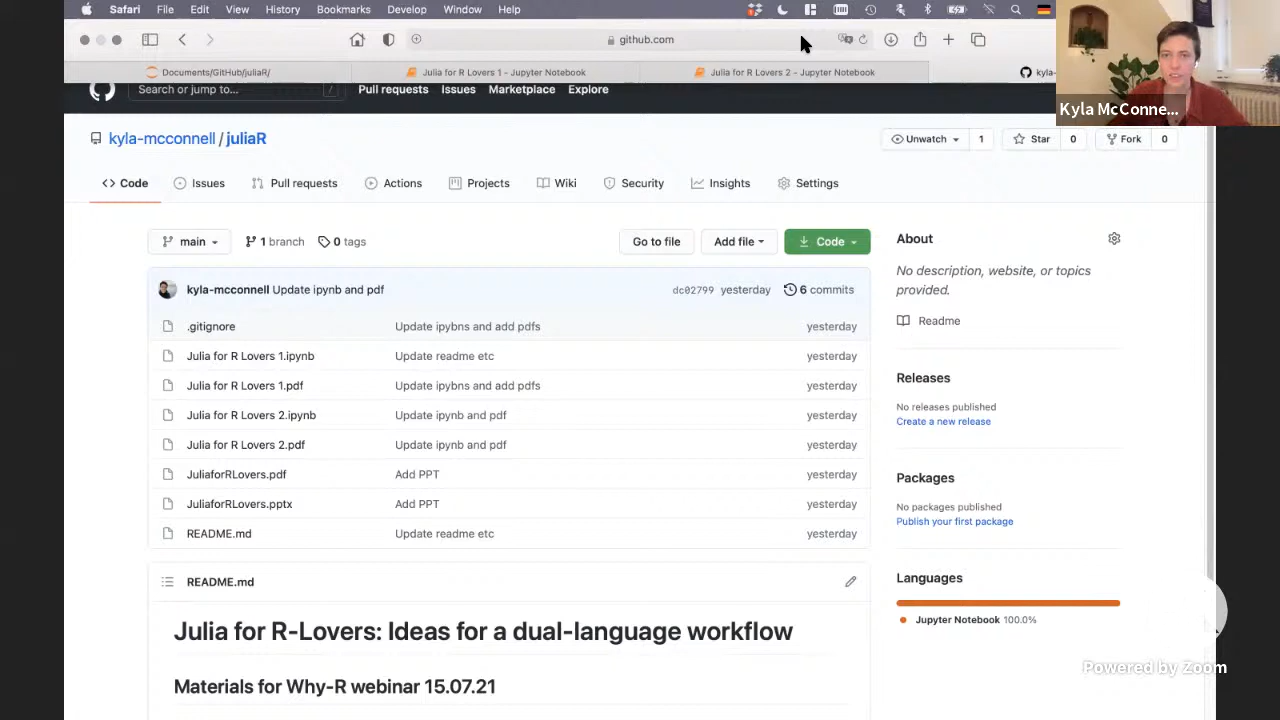 Safari File Edit View History Bookmarks Develop Window Help
github.com
Documents/GitHub/juliaR/
Julia for R Lovers 1 - Jupyter Notebook
Julia for R Lovers 2 - Jupyter Notebook
kyla-
Kyla McConne...
Search or jump to... /
Pull requests Issues Marketplace Explore
kyla-mcconnell / juliaR
Unwatch 1 Star 0 Fork 0
Code Issues Pull requests Actions Projects Wiki Security Insights Settings
main 1 branch 0 tags Go to file Add file Code
kyla-mcconnell Update ipynb and pdf dc02799 yesterday 6 commits
.gitignore Update ipybns and add pdfs yesterday
Julia for R Lovers 1.ipynb Update readme etc yesterday
Julia for R Lovers 1.pdf Update ipybns and add pdfs yesterday
Julia for R Lovers 2.ipynb Update ipynb and pdf yesterday
Julia for R Lovers 2.pdf Update ipynb and pdf yesterday
JuliaforRLovers.pdf Add PPT yesterday
JuliaforRLovers.pptx Add PPT yesterday
README.md Update readme etc yesterday
README.md
Julia for R-Lovers: Ideas for a dual-language workflow
Materials for Why-R webinar 15.07.21
About
No description, website, or topics
provided.
Readme
Releases
No releases published
Create a new release
Packages
No packages published
Publish your first package
Languages
Jupyter Notebook 100.0%
Powered by Zoom